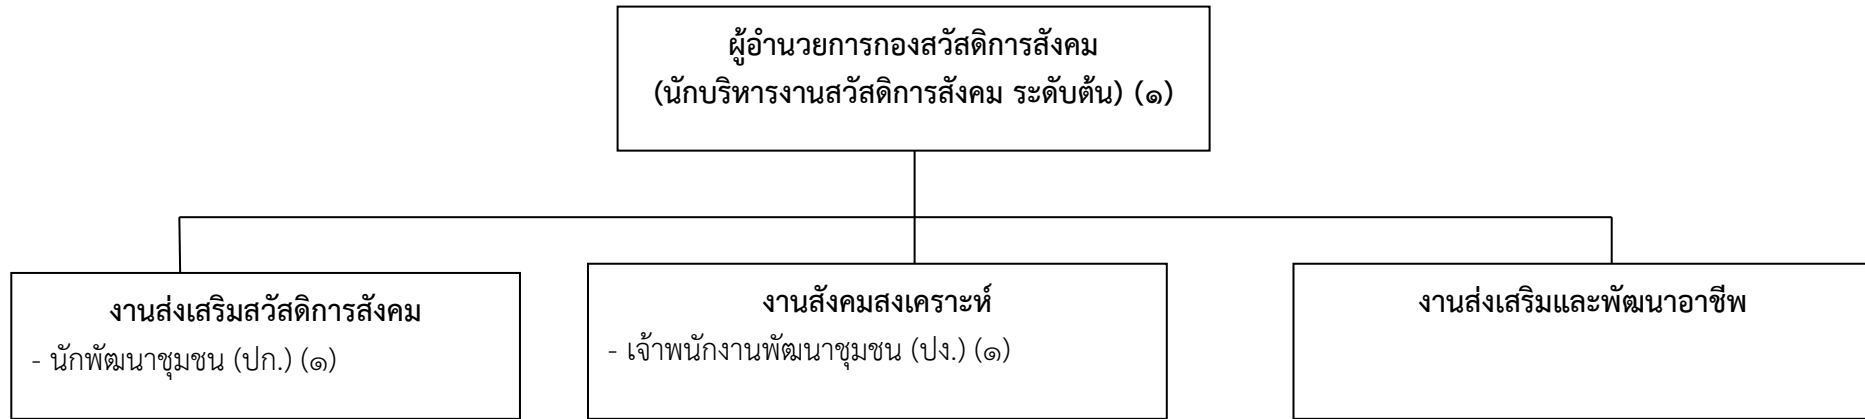 ผู้อำนวยการกองสวัสดิการสังคม
(นักบริหารงานสวัสดิการสังคม ระดับต้น) (๑)
งานส่งเสริมสวัสดิการสังคม
- นักพัฒนาชุมชน (ปก.) (๑)
งานสังคมสงเคราะห์
- เจ้าพนักงานพัฒนาชุมชน (ปง.) (๑)
งานส่งเสริมและพัฒนาอาชีพ